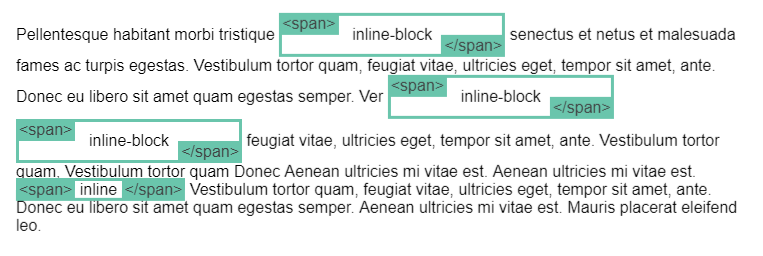 Pellentesque habitant morbi tristique <span> inline-block </span> senectus et netus et malesuada
fames ac turpis egestas. Vestibulum tortor quam, feugiat vitae, ultricies eget, tempor sit amet, ante.
Donec eu libero sit amet quam egestas semper. Ver <span> inline-block </span>
<span> inline-block </span> feugiat vitae, ultricies eget, tempor sit amet, ante. Vestibulum tortor
quam, Vestibulum tortor quam Donec Aenean ultricies mi vitae est. Aenean ultricies mi vitae est.
<span> inline </span> Vestibulum tortor quam, feugiat vitae, ultricies eget, tempor sit amet, ante.
Donec eu libero sit amet quam egestas semper. Aenean ultricies mi vitae est. Mauris placerat eleifend
leo.